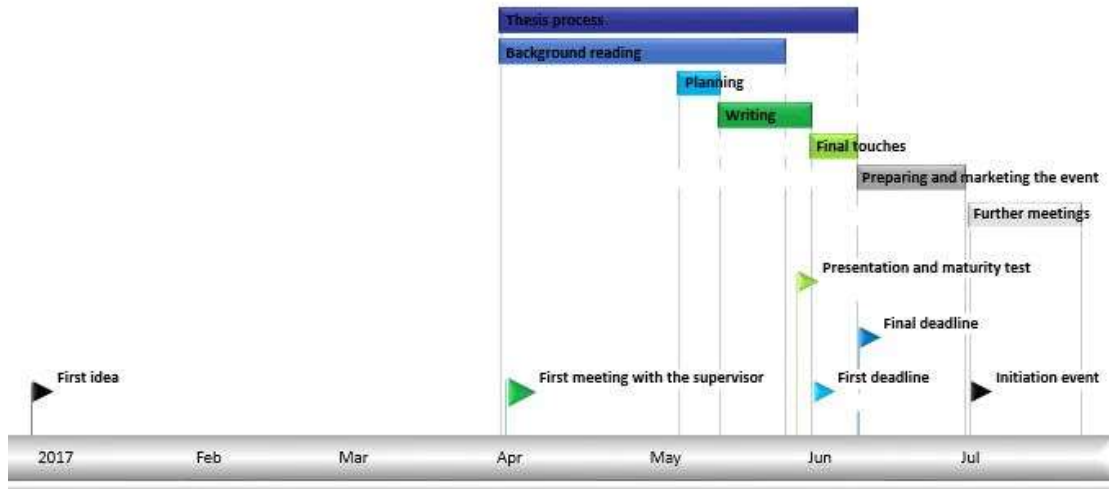 Thesis process
Background reading
Planning
Writing
Final touches
Preparing and marketing the event
Further meetings
Presentation and maturity test
Final deadline
First idea
First meeting with the supervisor
First deadline
Initiation event
2017 Feb Mar Apr May Jun Jul